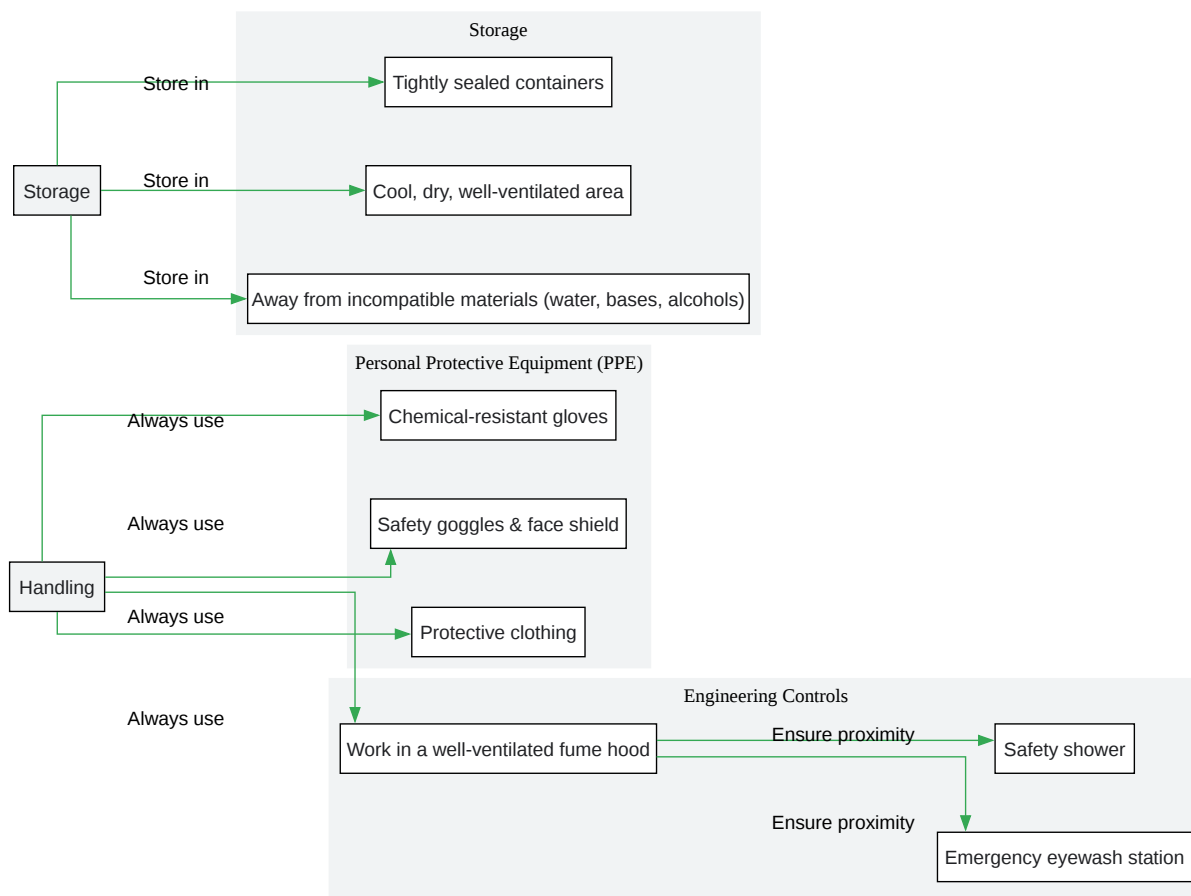 Storage
Store in
Tightly sealed containers
Storage
Store in
Cool, dry, well-ventilated area
Store in
Away from incompatible materials (water, bases, alcohols)
Personal Protective Equipment (PPE)
Always use
Chemical-resistant gloves
Always use
Safety goggles & face shield
Handling
Always use
Protective clothing
Engineering Controls
Always use
Work in a well-ventilated fume hood
Ensure proximity
Safety shower
Ensure proximity
Emergency eyewash station